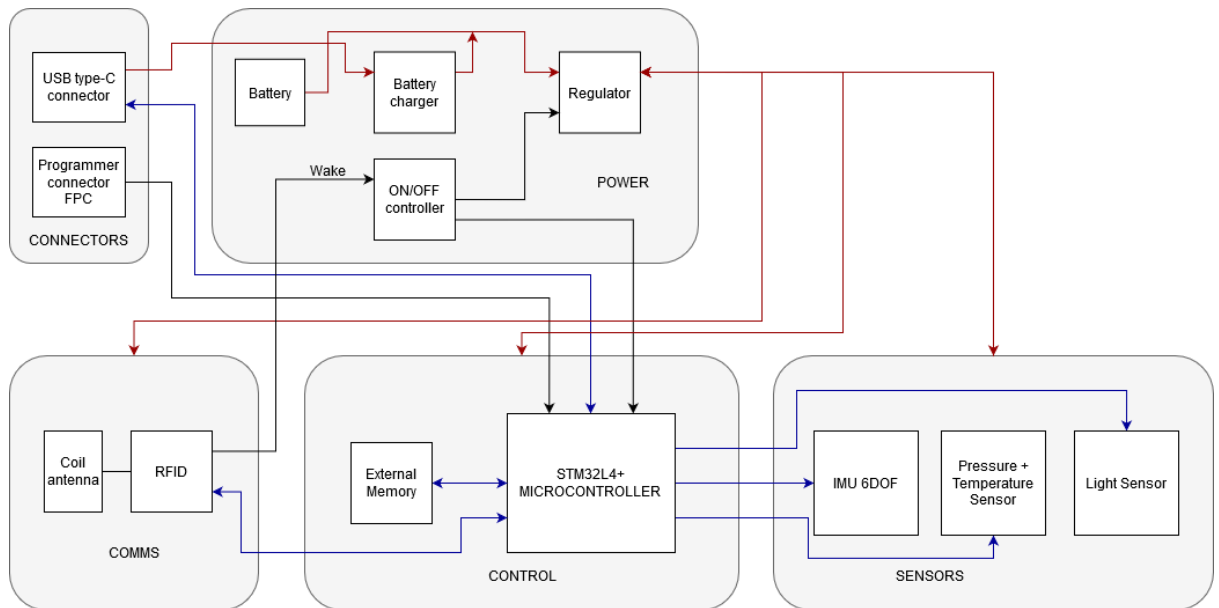 USB type-C
connector
Programmer
connector
FPC
CONNECTORS
Battery
Battery
charger
Regulator
Wake
ON/OFF
controller
POWER
Coil
antenna
RFID
COMMS
External
Memory
STM32L4+
MICROCONTROLLER
CONTROL
IMU 6DOF
Pressure +
Temperature
Sensor
Light Sensor
SENSORS